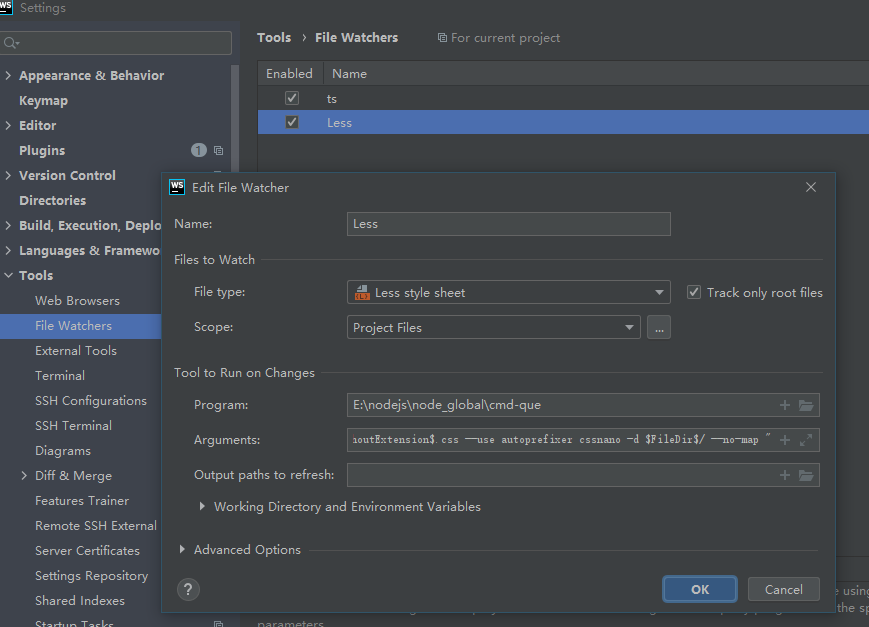 WS Settings
Tools › File Watchers For current project
Enabled Name
ts
Less
Appearance & Behavior
Keymap
Editor
Plugins 1
Version Control
Directories
Build, Execution, Deplo
Languages & Framewo
Tools
Web Browsers
File Watchers
External Tools
Terminal
SSH Configurations
SSH Terminal
Diagrams
Diff & Merge
Features Trainer
Remote SSH External
Server Certificates
Settings Repository
Shared Indexes
Startup Tasks
WS Edit File Watcher
Name: Less
Files to Watch
File type: Less style sheet Track only root files
Scope: Project Files ...
Tool to Run on Changes
Program: E:\nodejs\node_global\cmd-que
Arguments: houtExtension$.css --use autoprefixer cssnano -d $FileDir$/ --no-map "
Output paths to refresh:
Working Directory and Environment Variables
Advanced Options
? OK Cancel
using
the sp
parameters